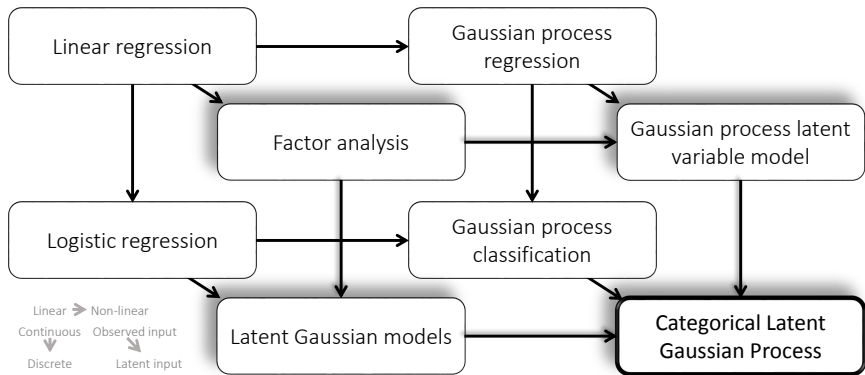 Linear regression
Gaussian process
regression
Factor analysis
Gaussian process latent
variable model
Logistic regression
Gaussian process
classification
Latent Gaussian models
Categorical Latent
Gaussian Process
Linear Non-linear
Continuous Observed input
Discrete Latent input